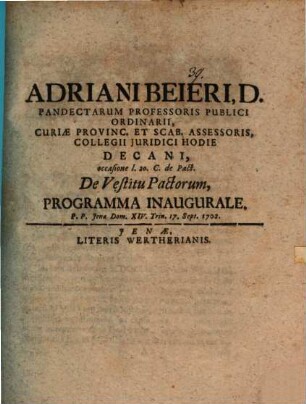 39.
ADRIANI BEIERI, D.
PANDECTARUM PROFESSORIS PUBLICI
ORDINARII,
CURIÆ PROVINC. ET SCAB. ASSESSORIS,
COLLEGII JURIDICI HODIE
DECANI,
occasione l. 20. C. de Pact.
De Vestitu Pactorum,
PROGRAMMA INAUGURALE,
P. P. Jenæ Dom. XIV. Trin. 17. Sept. 1702.
JENÆ,
LITERIS WERTHERIANIS.